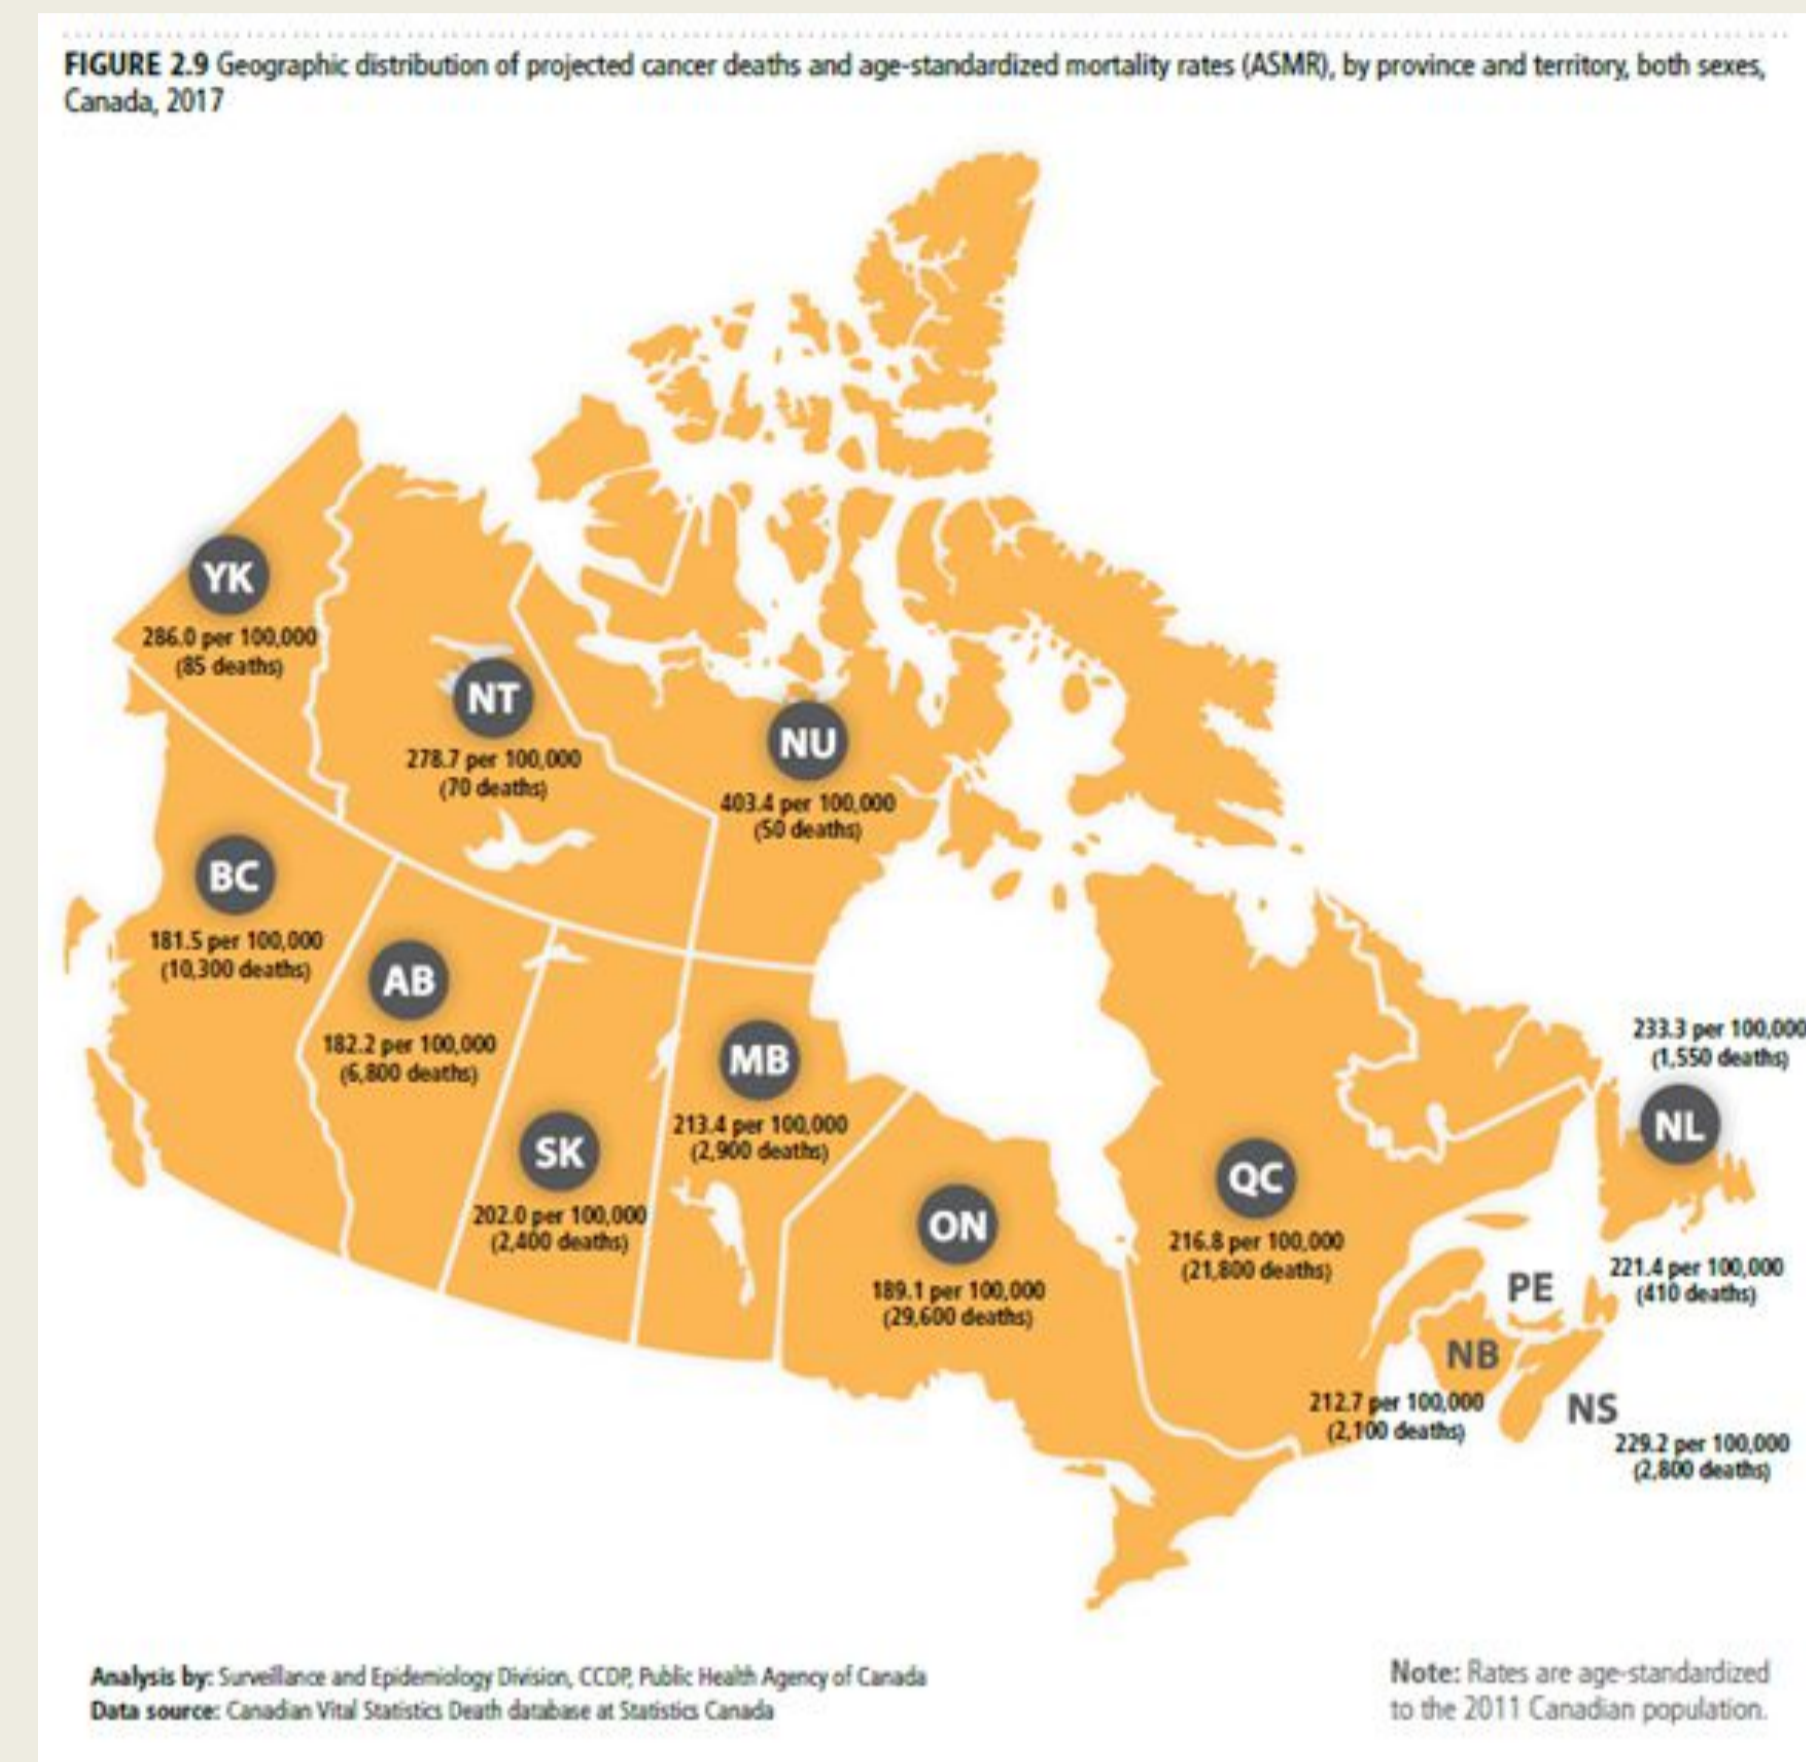 FIGURE 2.9 Geographic distribution of projected cancer deaths and age-standardized mortality rates (ASMR), by province and territory, both sexes,
Canada, 2017
YK
286.0 per 100,000
(85 deaths)
NT
278.7 per 100,000
(70 deaths)
NU
403.4 per 100,000
(50 deaths)
BC
181.5 per 100,000
(10,300 deaths)
AB
182.2 per 100,000
(6,800 deaths)
SK
202.0 per 100,000
(2,400 deaths)
MB
213.4 per 100,000
(2,900 deaths)
ON
189.1 per 100,000
(29,600 deaths)
QC
216.8 per 100,000
(21,800 deaths)
233.3 per 100,000
(1,550 deaths)
NL
PE
221.4 per 100,000
(410 deaths)
NB
212.7 per 100,000
(2,100 deaths)
NS
229.2 per 100,000
(2,800 deaths)
Analysis by: Surveillance and Epidemiology Division, CCDP, Public Health Agency of Canada
Data source: Canadian Vital Statistics Death database at Statistics Canada
Note: Rates are age-standardized
to the 2011 Canadian population.